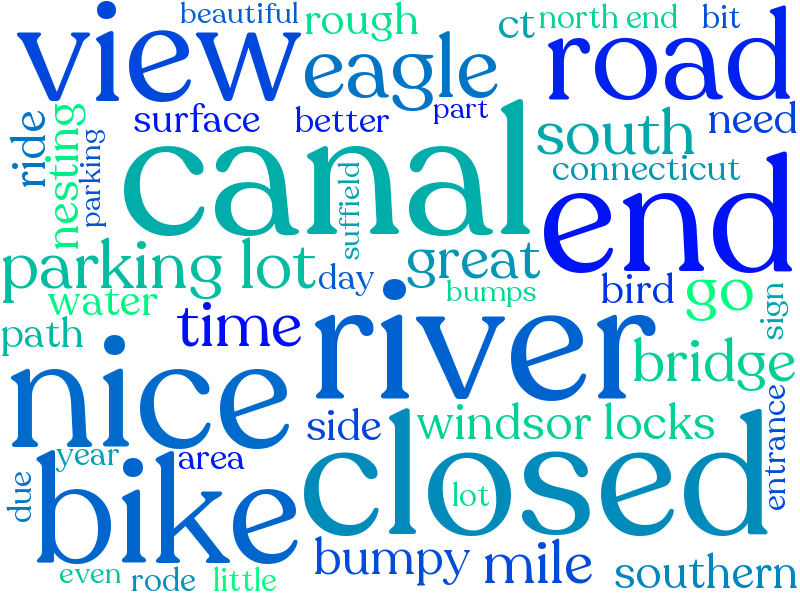 beautiful
rough
ct
north end
bit
view
eagle
road
ride
nesting
parking
surface
better
part
south
need
canal
suffield
connecticut
end
parking lot
day
great
bumps
bird
go
sign
water
path
time
river
bridge
nice
side
windsor locks
entrance
year
area
due
bike
closed
lot
even
rode
little
bumpy
mile
southern